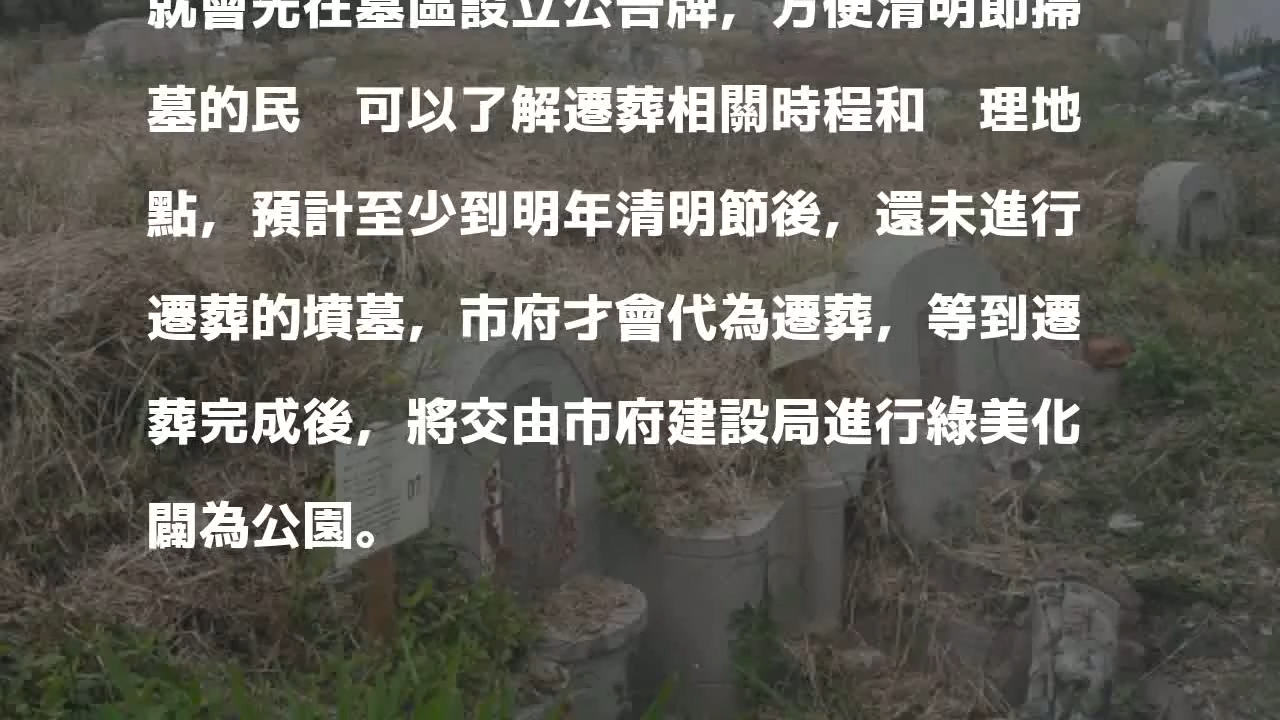 就會先在墓區設立公告牌，方便清明節掃
墓的民　可以了解遷葬相關時程和　理地
點，預計至少到明年清明節後，還未進行
遷葬的墳墓，市府才會代為遷葬，等到遷
葬完成後，將交由市府建設局進行綠美化
闢為公園。
07